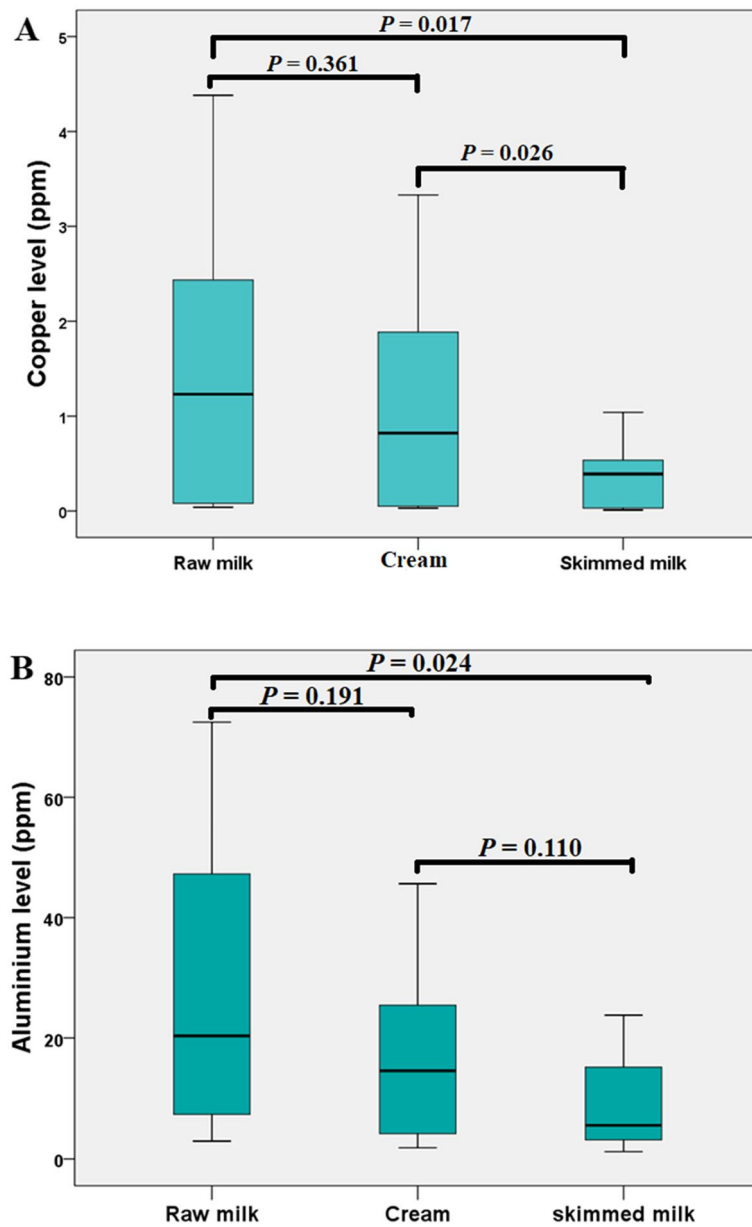 A
P = 0.017
P = 0.361
P = 0.026
Copper level (ppm)
5
4
3
2
1
0
Raw milk
Cream
Skimmed milk
B
P = 0.024
P = 0.191
P = 0.110
Aluminium level (ppm)
80
60
40
20
0
Raw milk
Cream
skimmed milk